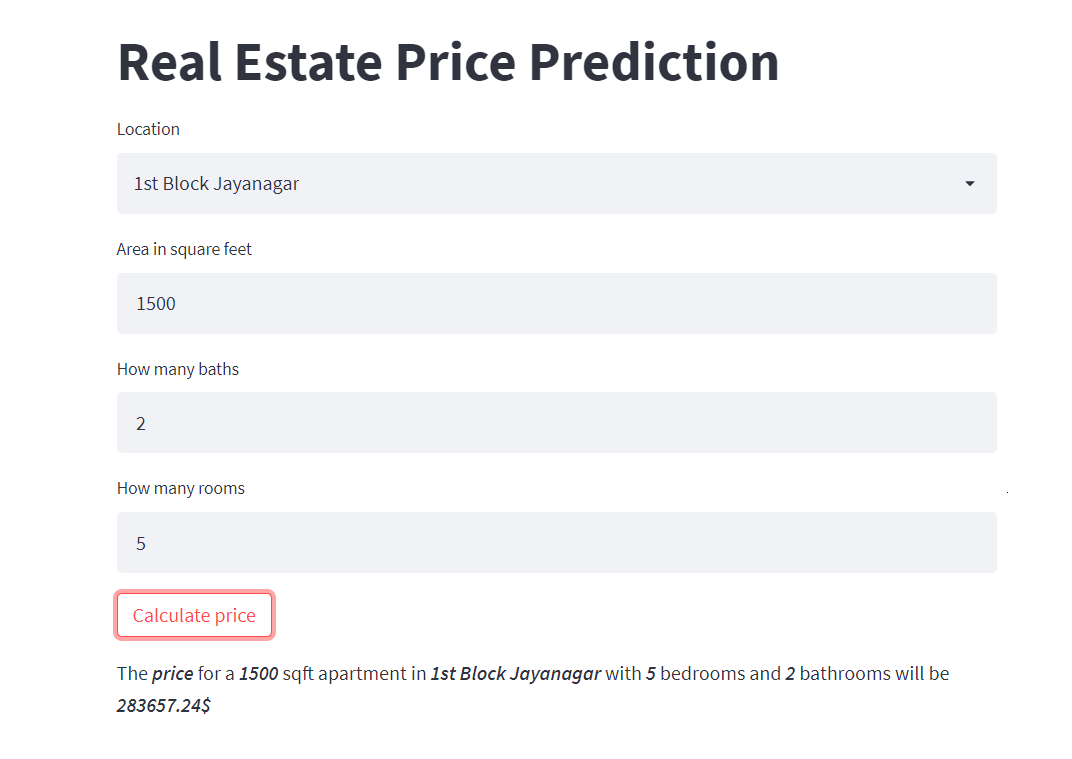 Real Estate Price Prediction
Location
1st Block Jayanagar
Area in square feet
1500
How many baths
2
How many rooms
5
Calculate price
The price for a 1500 sqft apartment in 1st Block Jayanagar with 5 bedrooms and 2 bathrooms will be
283657.24$